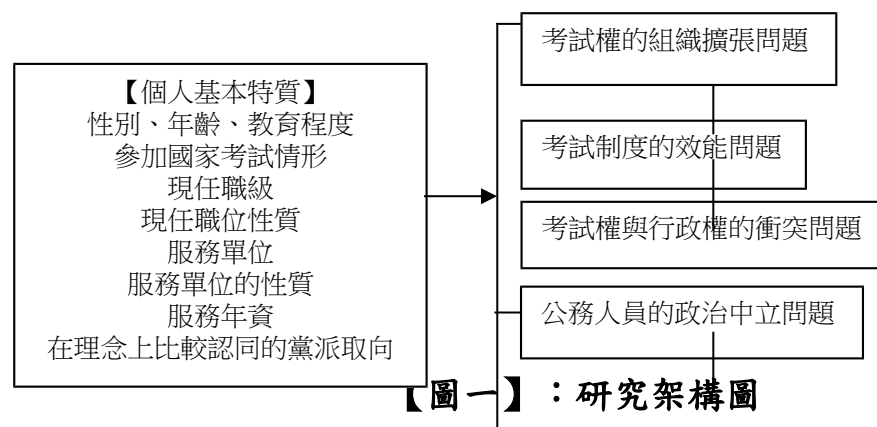 【個人基本特質】
性別、年齡、教育程度
參加國家考試情形
現任職級
現任職位性質
服務單位
服務單位的性質
服務年資
在理念上比較認同的黨派取向
考試權的組織擴張問題
考試制度的效能問題
考試權與行政權的衝突問題
公務人員的政治中立問題
【圖一】：研究架構圖